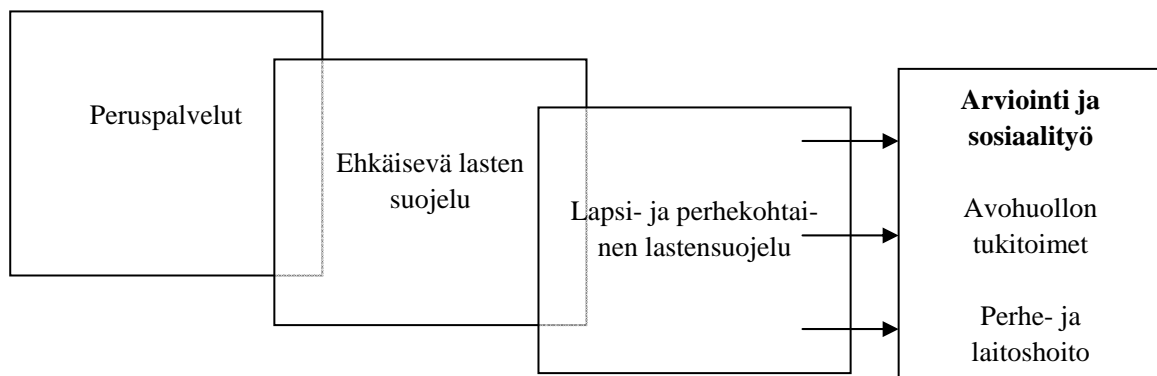 Peruspalvelut
Ehkäisevä lasten
suojelu
Lapsi- ja perhekohtai-
nen lastensuojelu
Arviointi ja
sosiaalityö
Avohuollon
tukitoimet
Perhe- ja
laitoshoito